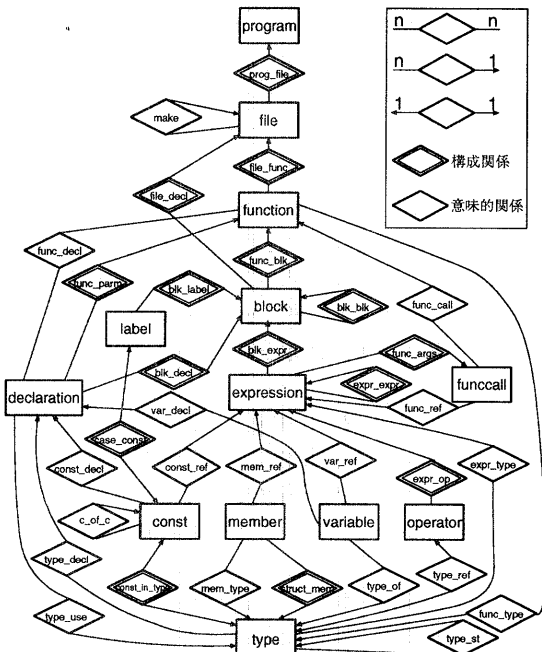 program
n n
prog_file
n 1
make
file
1 1
file_func
構成関係
file_decl
function
意味的関係
func_decl
func_blk
func_parm
blk_label
block
blk_blk
func_call
label
blk_expr
func_args
blk_decl
expression
expr_expr
funccall
declaration
var_decl
func_ref
case_const
const_decl
const_ref
mem_ref
var_ref
expr_type
expr_op
c_of_c
const
member
variable
operator
type_decl
const_in_type
mem_type
struct_mem
type_of
type_ref
type_use
func_type
type
type_st